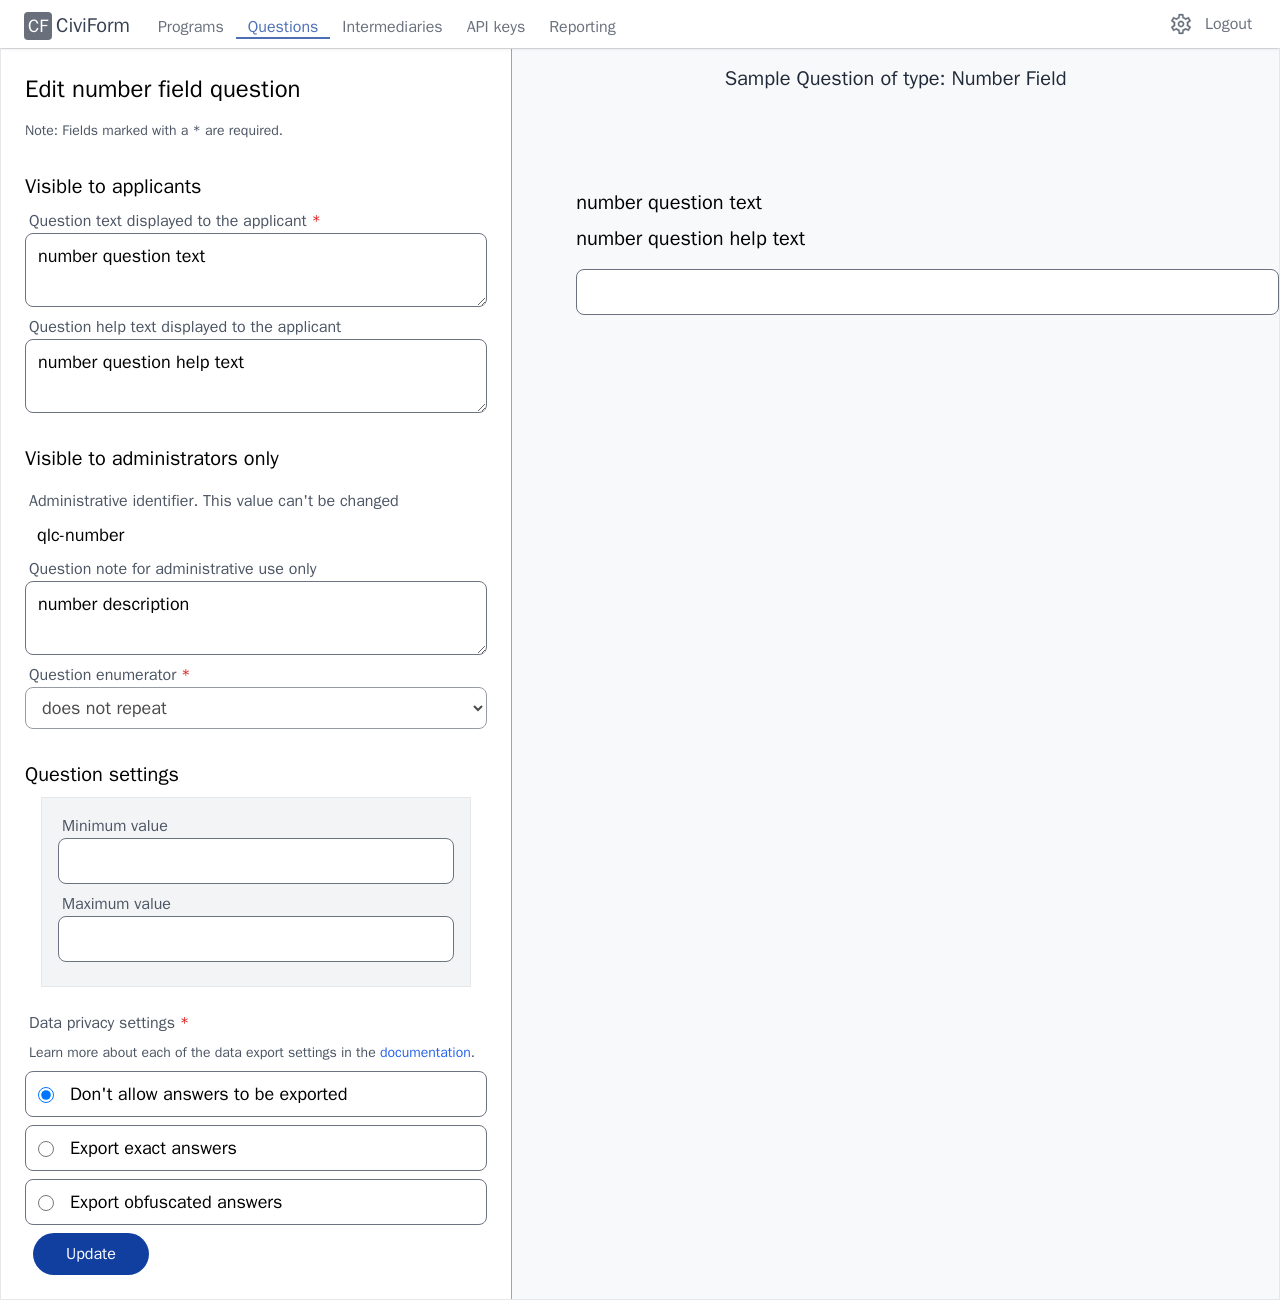 CF CiviForm Programs Questions Intermediaries API keys Reporting Logout
Edit number field question
Note: Fields marked with a * are required.
Visible to applicants
Question text displayed to the applicant *
number question text
Question help text displayed to the applicant
number question help text
Visible to administrators only
Administrative identifier. This value can't be changed
qlc-number
Question note for administrative use only
number description
Question enumerator *
does not repeat
Question settings
Minimum value
Maximum value
Data privacy settings *
Learn more about each of the data export settings in the documentation.
Don't allow answers to be exported
Export exact answers
Export obfuscated answers
Update
Sample Question of type: Number Field
number question text
number question help text